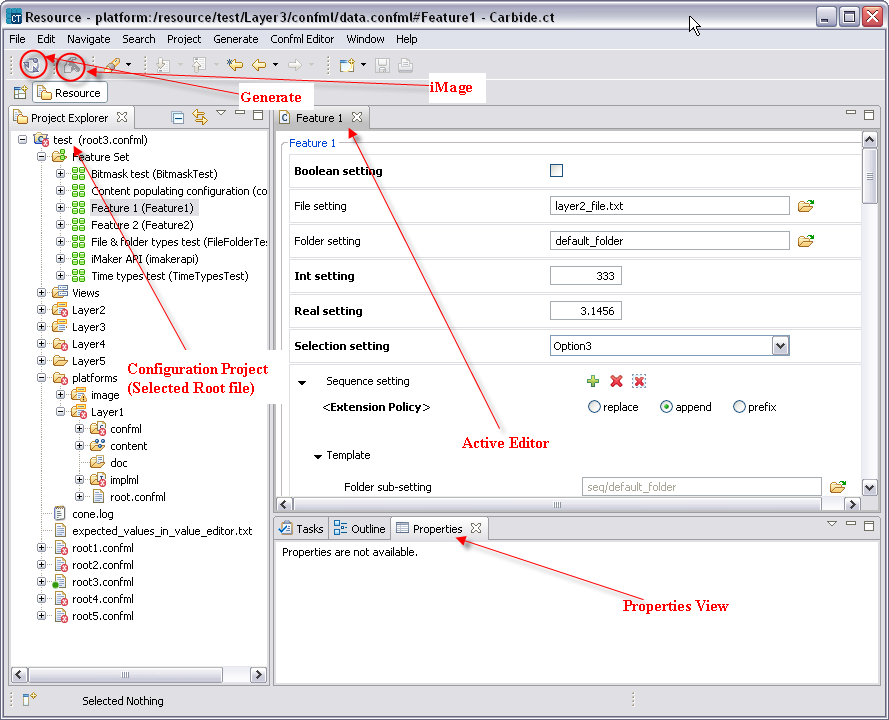 Resource - platform:/resource/test/Layer3/confml/data.confml#Feature1 - Carbide.ct
File Edit Navigate Search Project Generate Confml Editor Window Help
Generate
iMage
Resource
Project Explorer
test (root3.confml)
Feature Set
Bitmask test (BitmaskTest)
Content populating configuration (co
Feature 1 (Feature1)
Feature 2 (Feature2)
File & folder types test (FileFolderTes
iMaker API (imakerapi)
Time types test (TimeTypesTest)
Views
Layer2
Layer3
Layer4
Layer5
platforms
image
Layer1
confml
content
doc
implml
root.confml
cone.log
expected_values_in_value_editor.txt
root1.confml
root2.confml
root3.confml
root4.confml
root5.confml
Configuration Project
(Selected Root file)
Feature 1
Feature 1
Boolean setting
File setting layer2_file.txt
Folder setting default_folder
Int setting 333
Real setting 3.1456
Selection setting Option3
Sequence setting
<Extension Policy> replace append prefix
Active Editor
Template
Folder sub-setting seq/default_folder
Tasks Outline Properties
Properties are not available.
Properties View
Selected Nothing